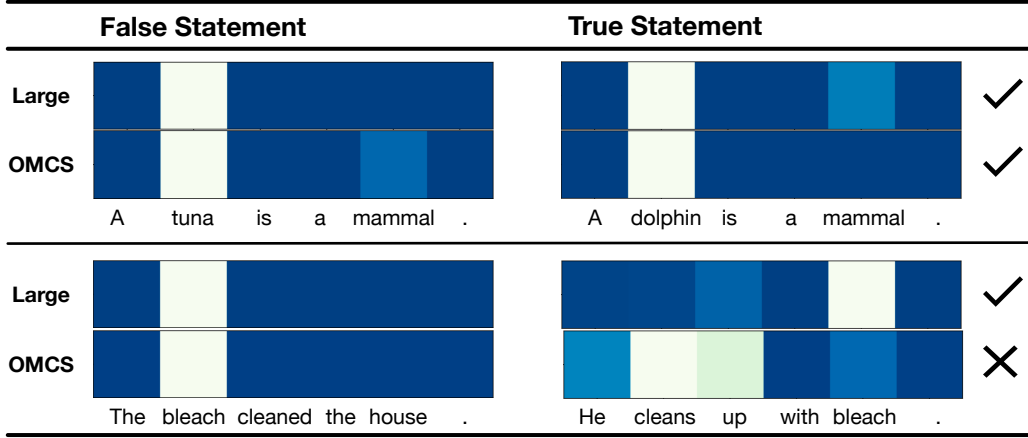 False Statement True Statement
Large
OMCS
A tuna is a mammal . A dolphin is a mammal .
Large
OMCS
The bleach cleaned the house . He cleans up with bleach .